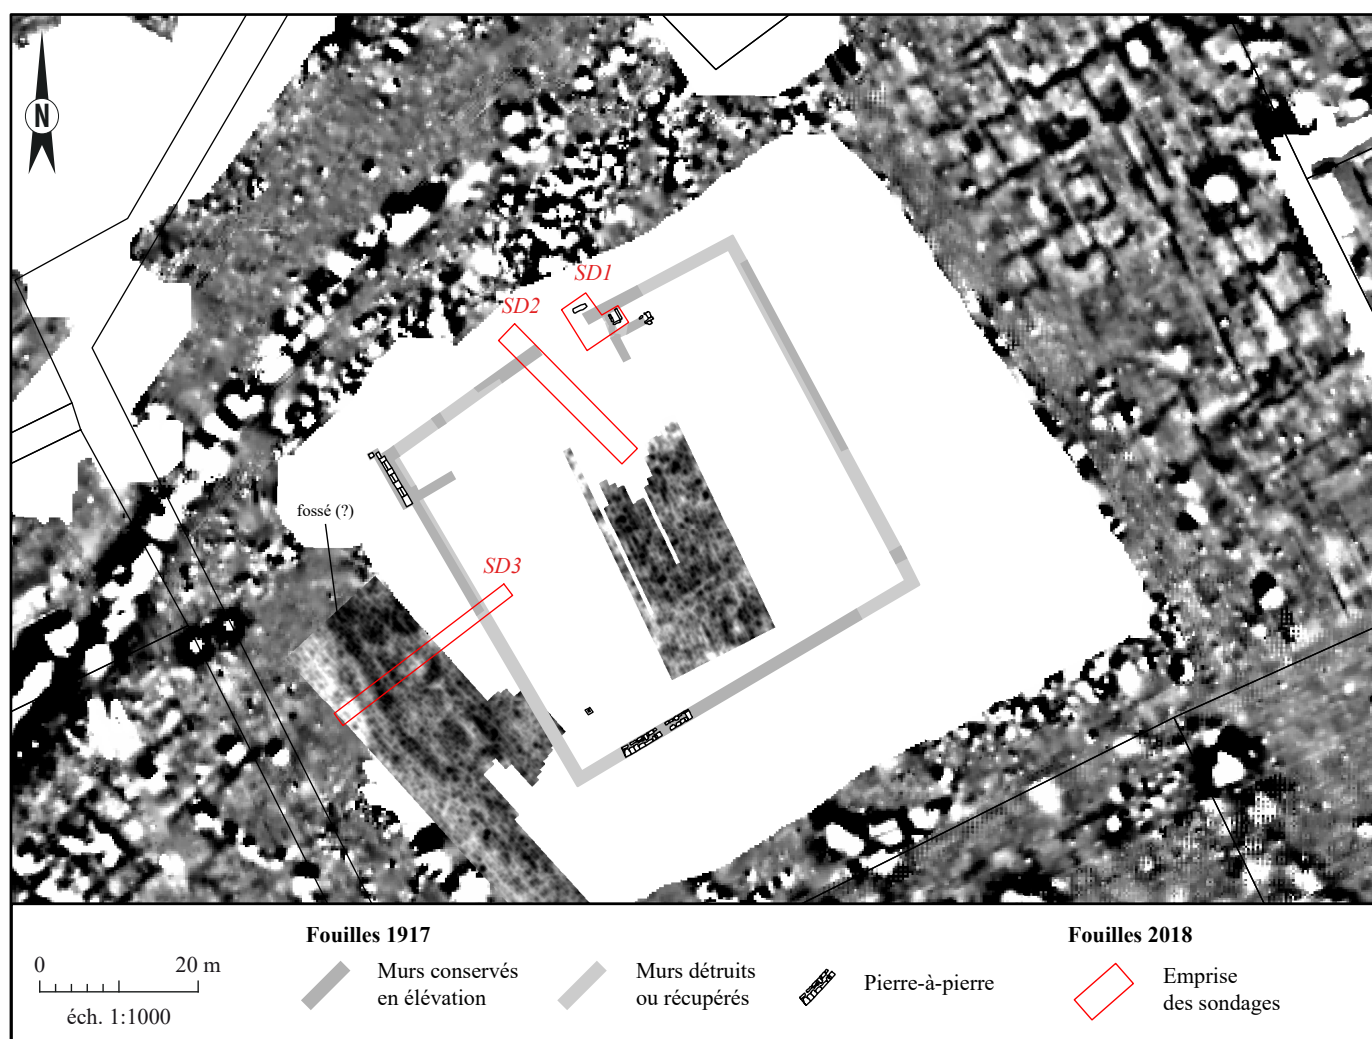 N
SD1
SD2
fossé (?)
SD3
Fouilles 1917
Fouilles 2018
0 20 m
éch. 1:1000
Murs conservés
en élévation
Murs détruits
ou récupérés
Pierre-à-pierre
Emprise
des sondages